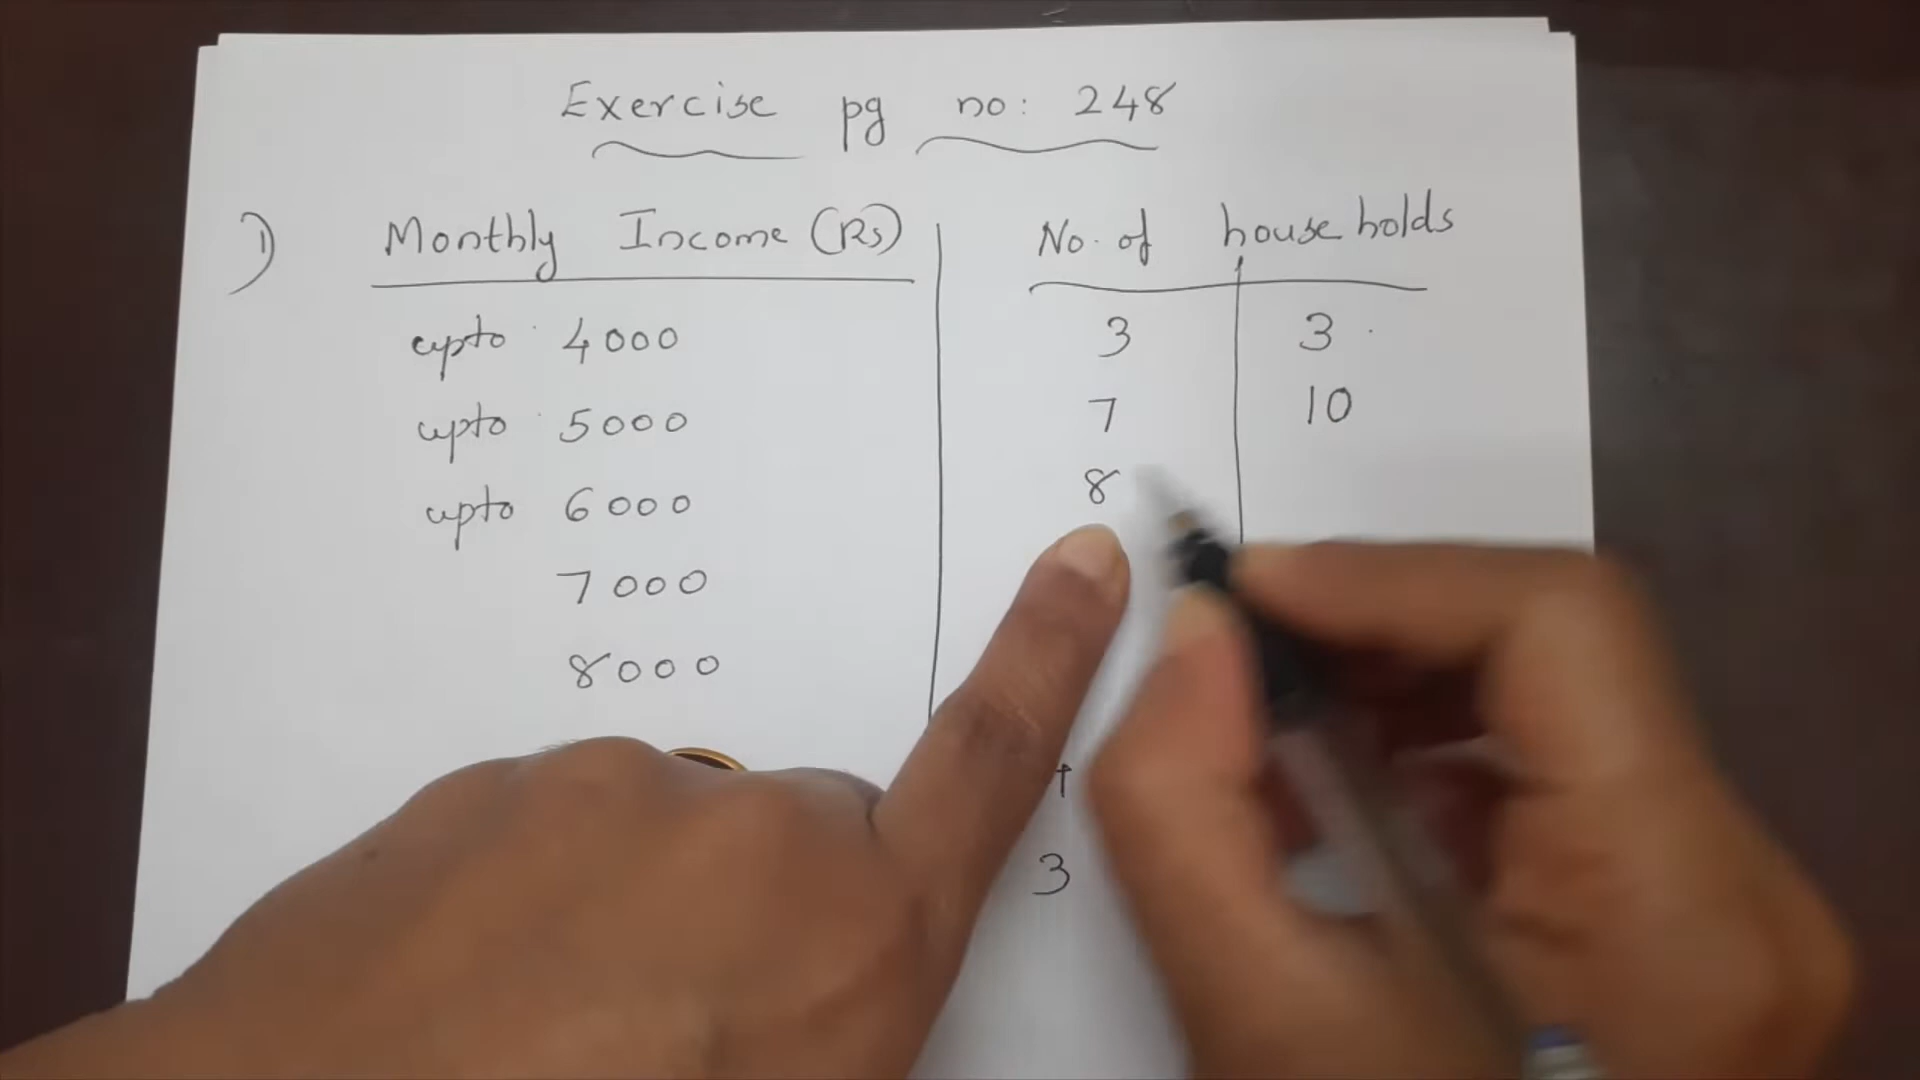 Exercise pg no: 248
1) Monthly Income (Rs) No. of house holds
upto 4000 3 3
upto 5000 7 10
upto 6000 8
7000
8000
3